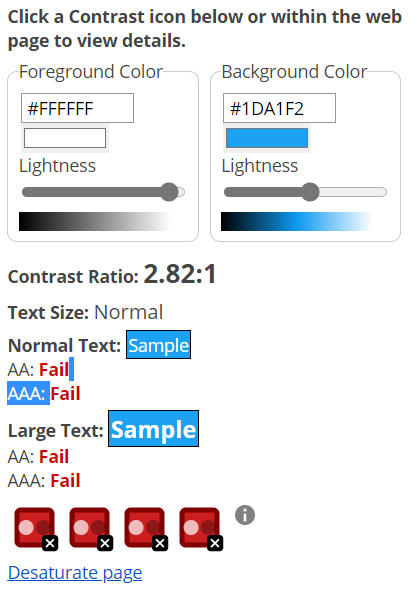 Click a Contrast icon below or within the web
page to view details.
Foreground Color
Background Color
#FFFFFF
#1DA1F2
Lightness
Lightness
Contrast Ratio: 2.82:1
Text Size: Normal
Normal Text: Sample
AA: Fail
AAA: Fail
Large Text: Sample
AA: Fail
AAA: Fail
Desaturate page